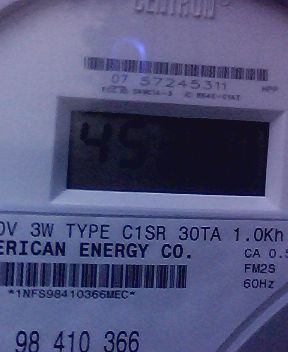 CENTRON
07 57245311
45
0V 3W TYPE C1SR 30TA 1.0Kh
ERICAN ENERGY CO.
CA 0.5
FM2S
*1NFS98410366MEC*
60Hz
98 410 366